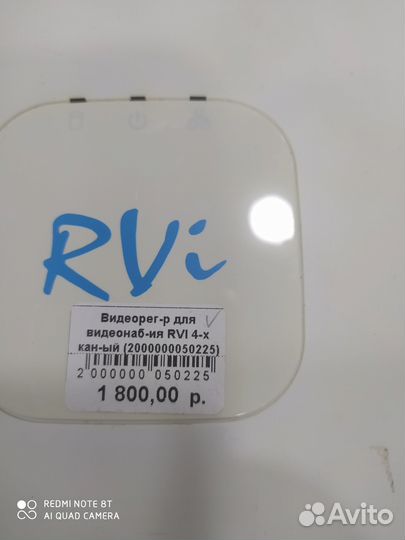 RVi
Видеорег-р для
видеонаб-ия RVI 4-х
кан-ый (2000000050225)
2 000000 050225
1 800,00 р.
REDMI NOTE 8T
AI QUAD CAMERA
Avito